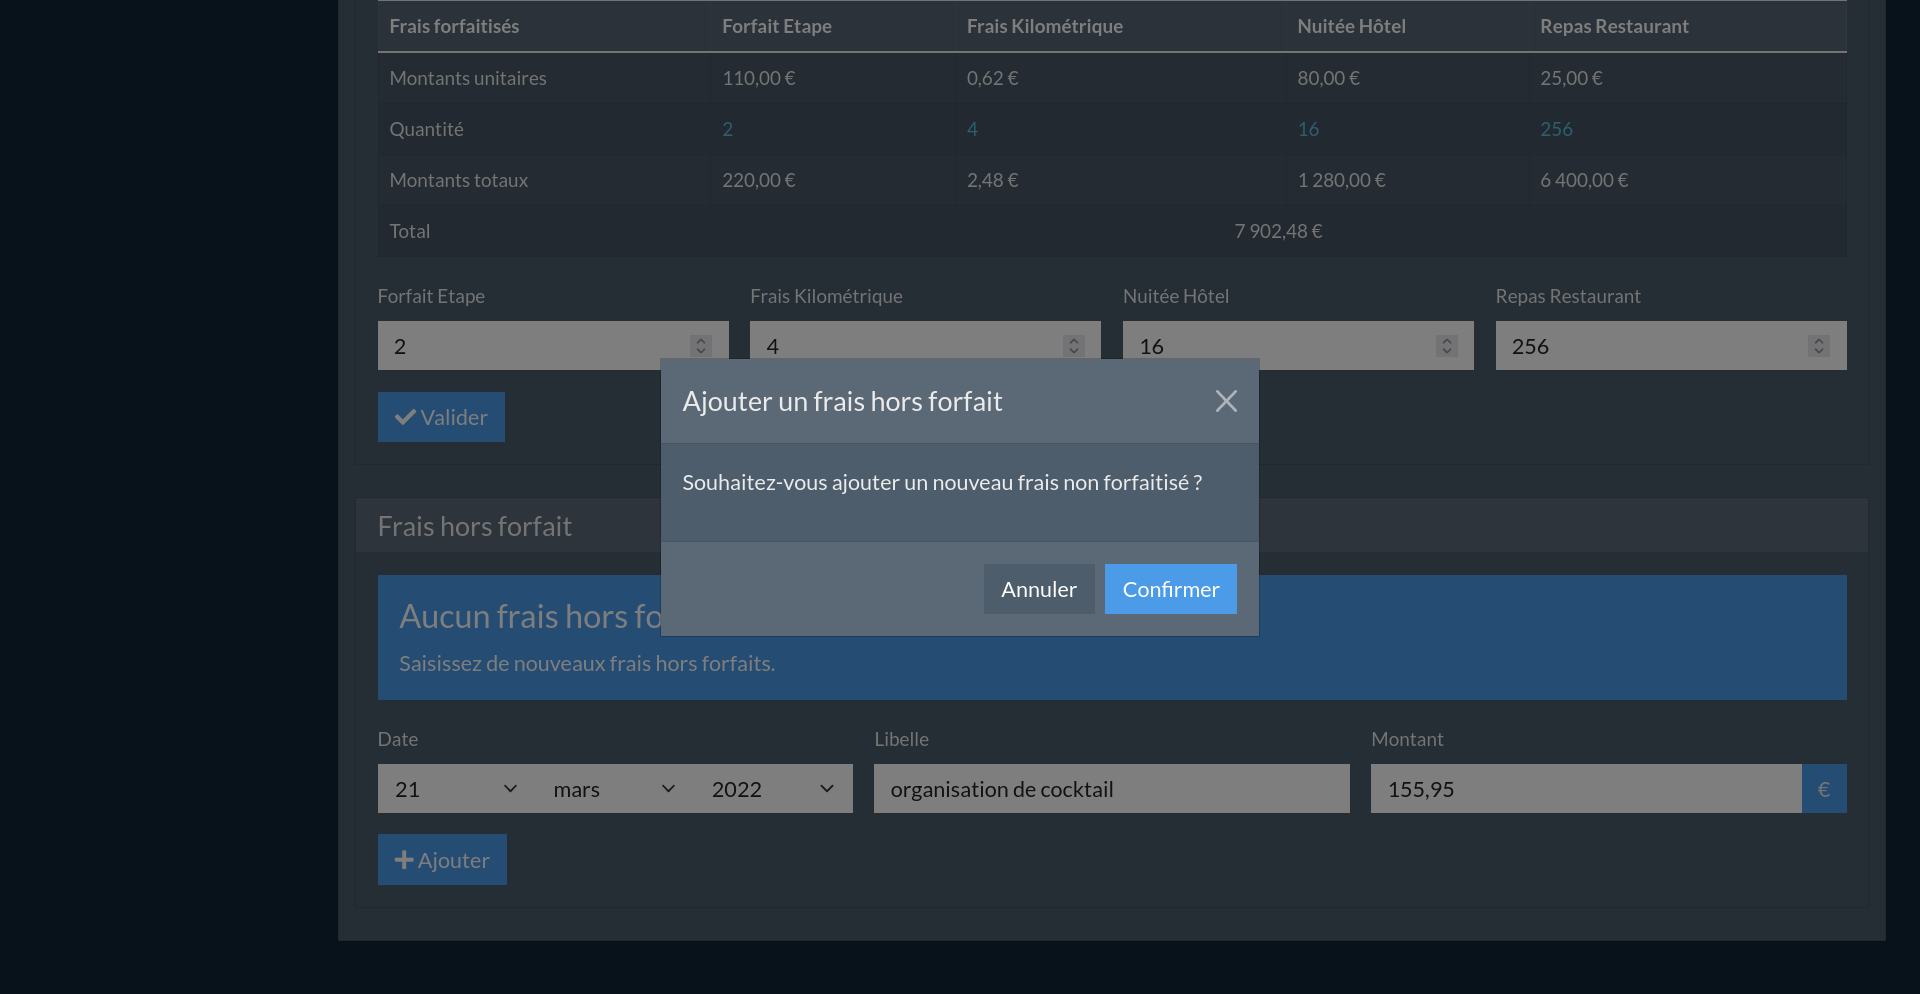 Frais forfaitisés Forfait Etape Frais Kilométrique Nuitée Hôtel Repas Restaurant
Montants unitaires 110,00 € 0,62 € 80,00 € 25,00 €
Quantité 2 4 16 256
Montants totaux 220,00 € 2,48 € 1 280,00 € 6 400,00 €
Total 7 902,48 €
Forfait Etape Frais Kilométrique Nuitée Hôtel Repas Restaurant
2 4 16 256
Valider
Ajouter un frais hors forfait
Souhaitez-vous ajouter un nouveau frais non forfaitisé ?
Annuler Confirmer
Frais hors forfait
Aucun frais hors fo
Saisissez de nouveaux frais hors forfaits.
Date Libelle Montant
21 mars 2022 organisation de cocktail 155,95 €
Ajouter